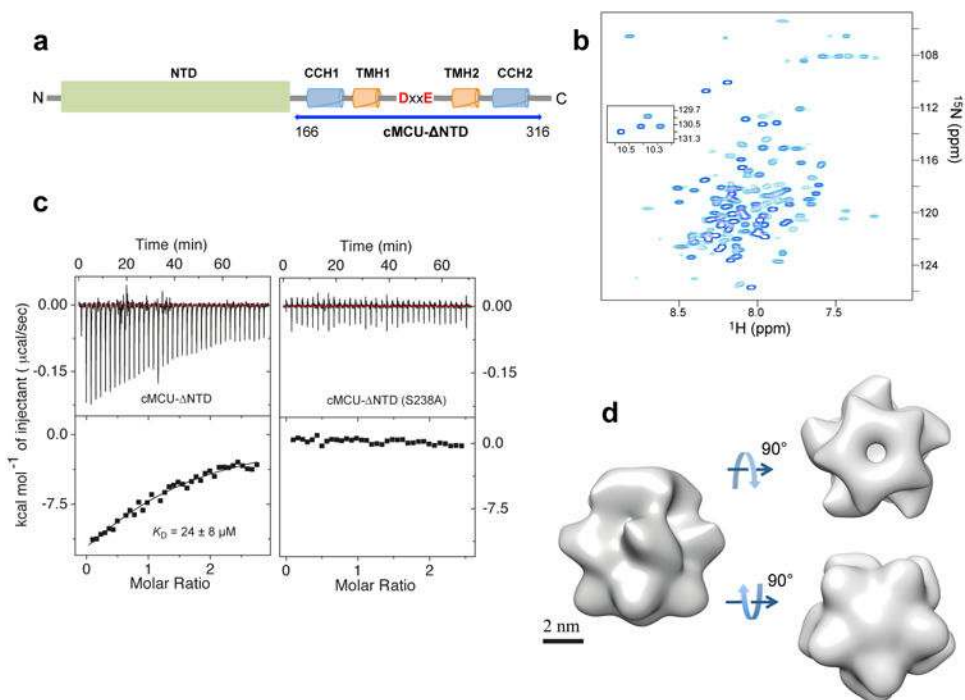 a
NTD CCH1 TMH1 TMH2 CCH2
N DxxE C
166 cMCU-ΔNTD 316
b
108
112
116
120
124
¹⁵N (ppm)
129.7
130.5
131.3
10.5 10.3
8.5 8.0 7.5
¹H (ppm)
c
Time (min) Time (min)
0 20 40 60 0 20 40 60
0.00 0.00
-0.15 -0.15
cMCU-ΔNTD cMCU-ΔNTD (S238A)
kcal mol⁻¹ of injectant ( μcal/sec)
0.0 0.0
-7.5 -7.5
K_D = 24 ± 8 μM
0 1 2 0 1 2
Molar Ratio Molar Ratio
d
90°
90°
2 nm